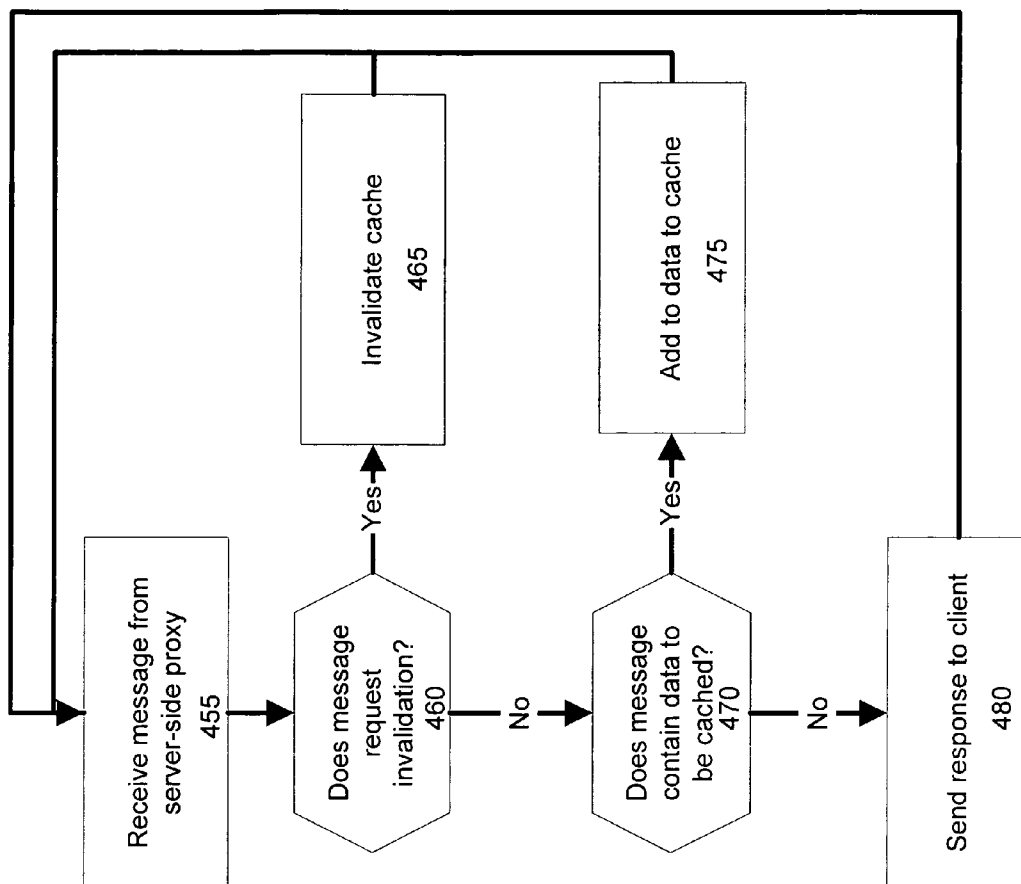 Receive message from
server-side proxy
455
Does message
request
invalidation?
460
Yes
Invalidate cache
465
No
Does message
contain data to
be cached?
470
Yes
Add to data to cache
475
No
Send response to client
480